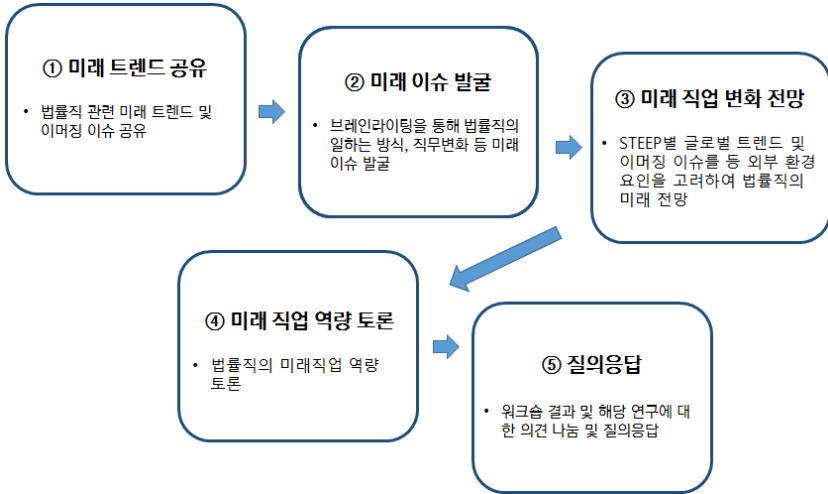 ① 미래 트렌드 공유
• 법률직 관련 미래 트렌드 및
이머징 이슈 공유
② 미래 이슈 발굴
• 브레인라이팅을 통해 법률직의
일하는 방식, 직무변화 등 미래
이슈 발굴
③ 미래 직업 변화 전망
• STEEP별 글로벌 트렌드 및
이머징 이슈를 등 외부 환경
요인을 고려하여 법률직의
미래 전망
④ 미래 직업 역량 토론
• 법률직의 미래직업 역량
토론
⑤ 질의응답
• 워크숍 결과 및 해당 연구에 대
한 의견 나눔 및 질의응답